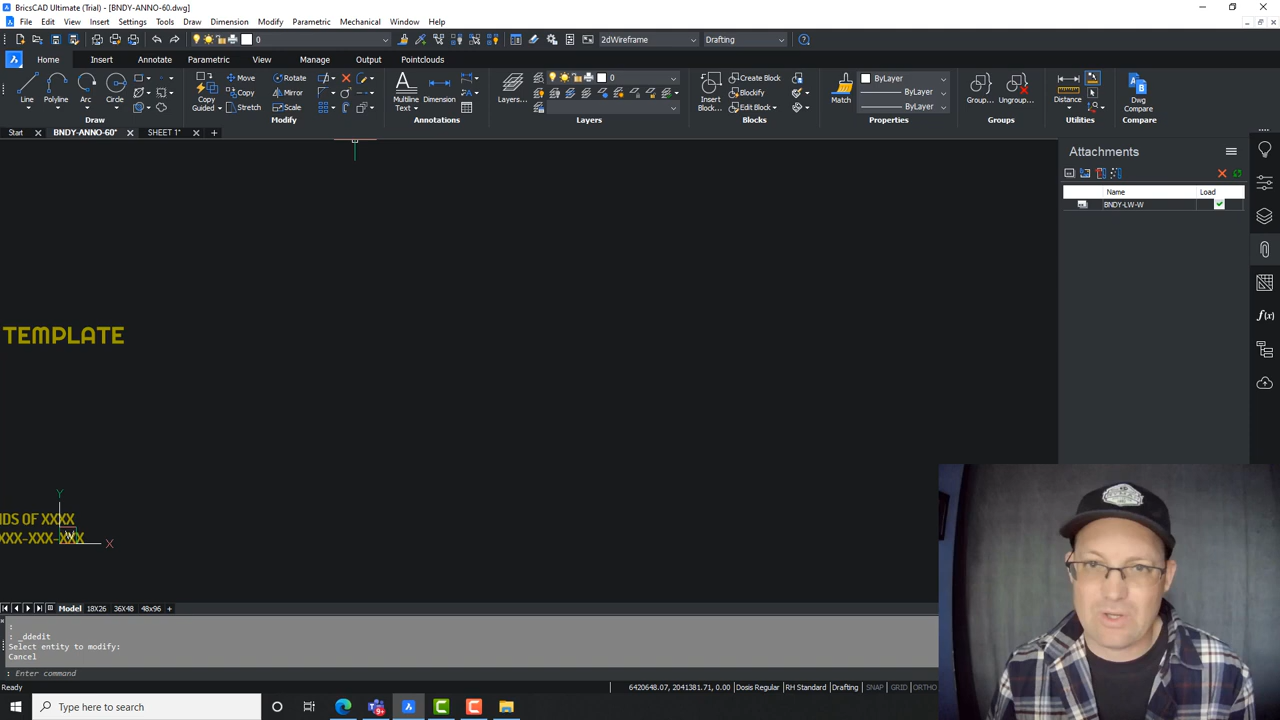 BricsCAD Ultimate (Trial) - [BNDY-ANNO-60.dwg]
File Edit View Insert Settings Tools Draw Dimension Modify Parametric Mechanical Window Help
0 2dWireframe Drafting
Home Insert Annotate Parametric View Manage Output Pointclouds
Line Polyline Arc Circle
Copy Guided Move Copy Stretch Rotate Mirror Scale
Multiline Text Dimension
Layers... 0
Insert Block... Create Block Blockify Edit Block
Match ByLayer ByLayer ByLayer
Group... Ungroup...
Distance
Dwg Compare
Draw Modify Annotations Layers Blocks Properties Groups Utilities Compare
Start BNDY-ANNO-60* SHEET 1*
Attachments
Name Load
BNDY-LW-W
TEMPLATE
Y
NDS OF XXXX
XXX-XXX-XXX
W
X
Model 18X26 36X48 48x96
:
: _ddedit
Select entity to modify:
Cancel
: Enter command
Ready 6420648.07, 2041381.71, 0.00 Dosis Regular RH Standard Drafting SNAP GRID ORTHO
Type here to search